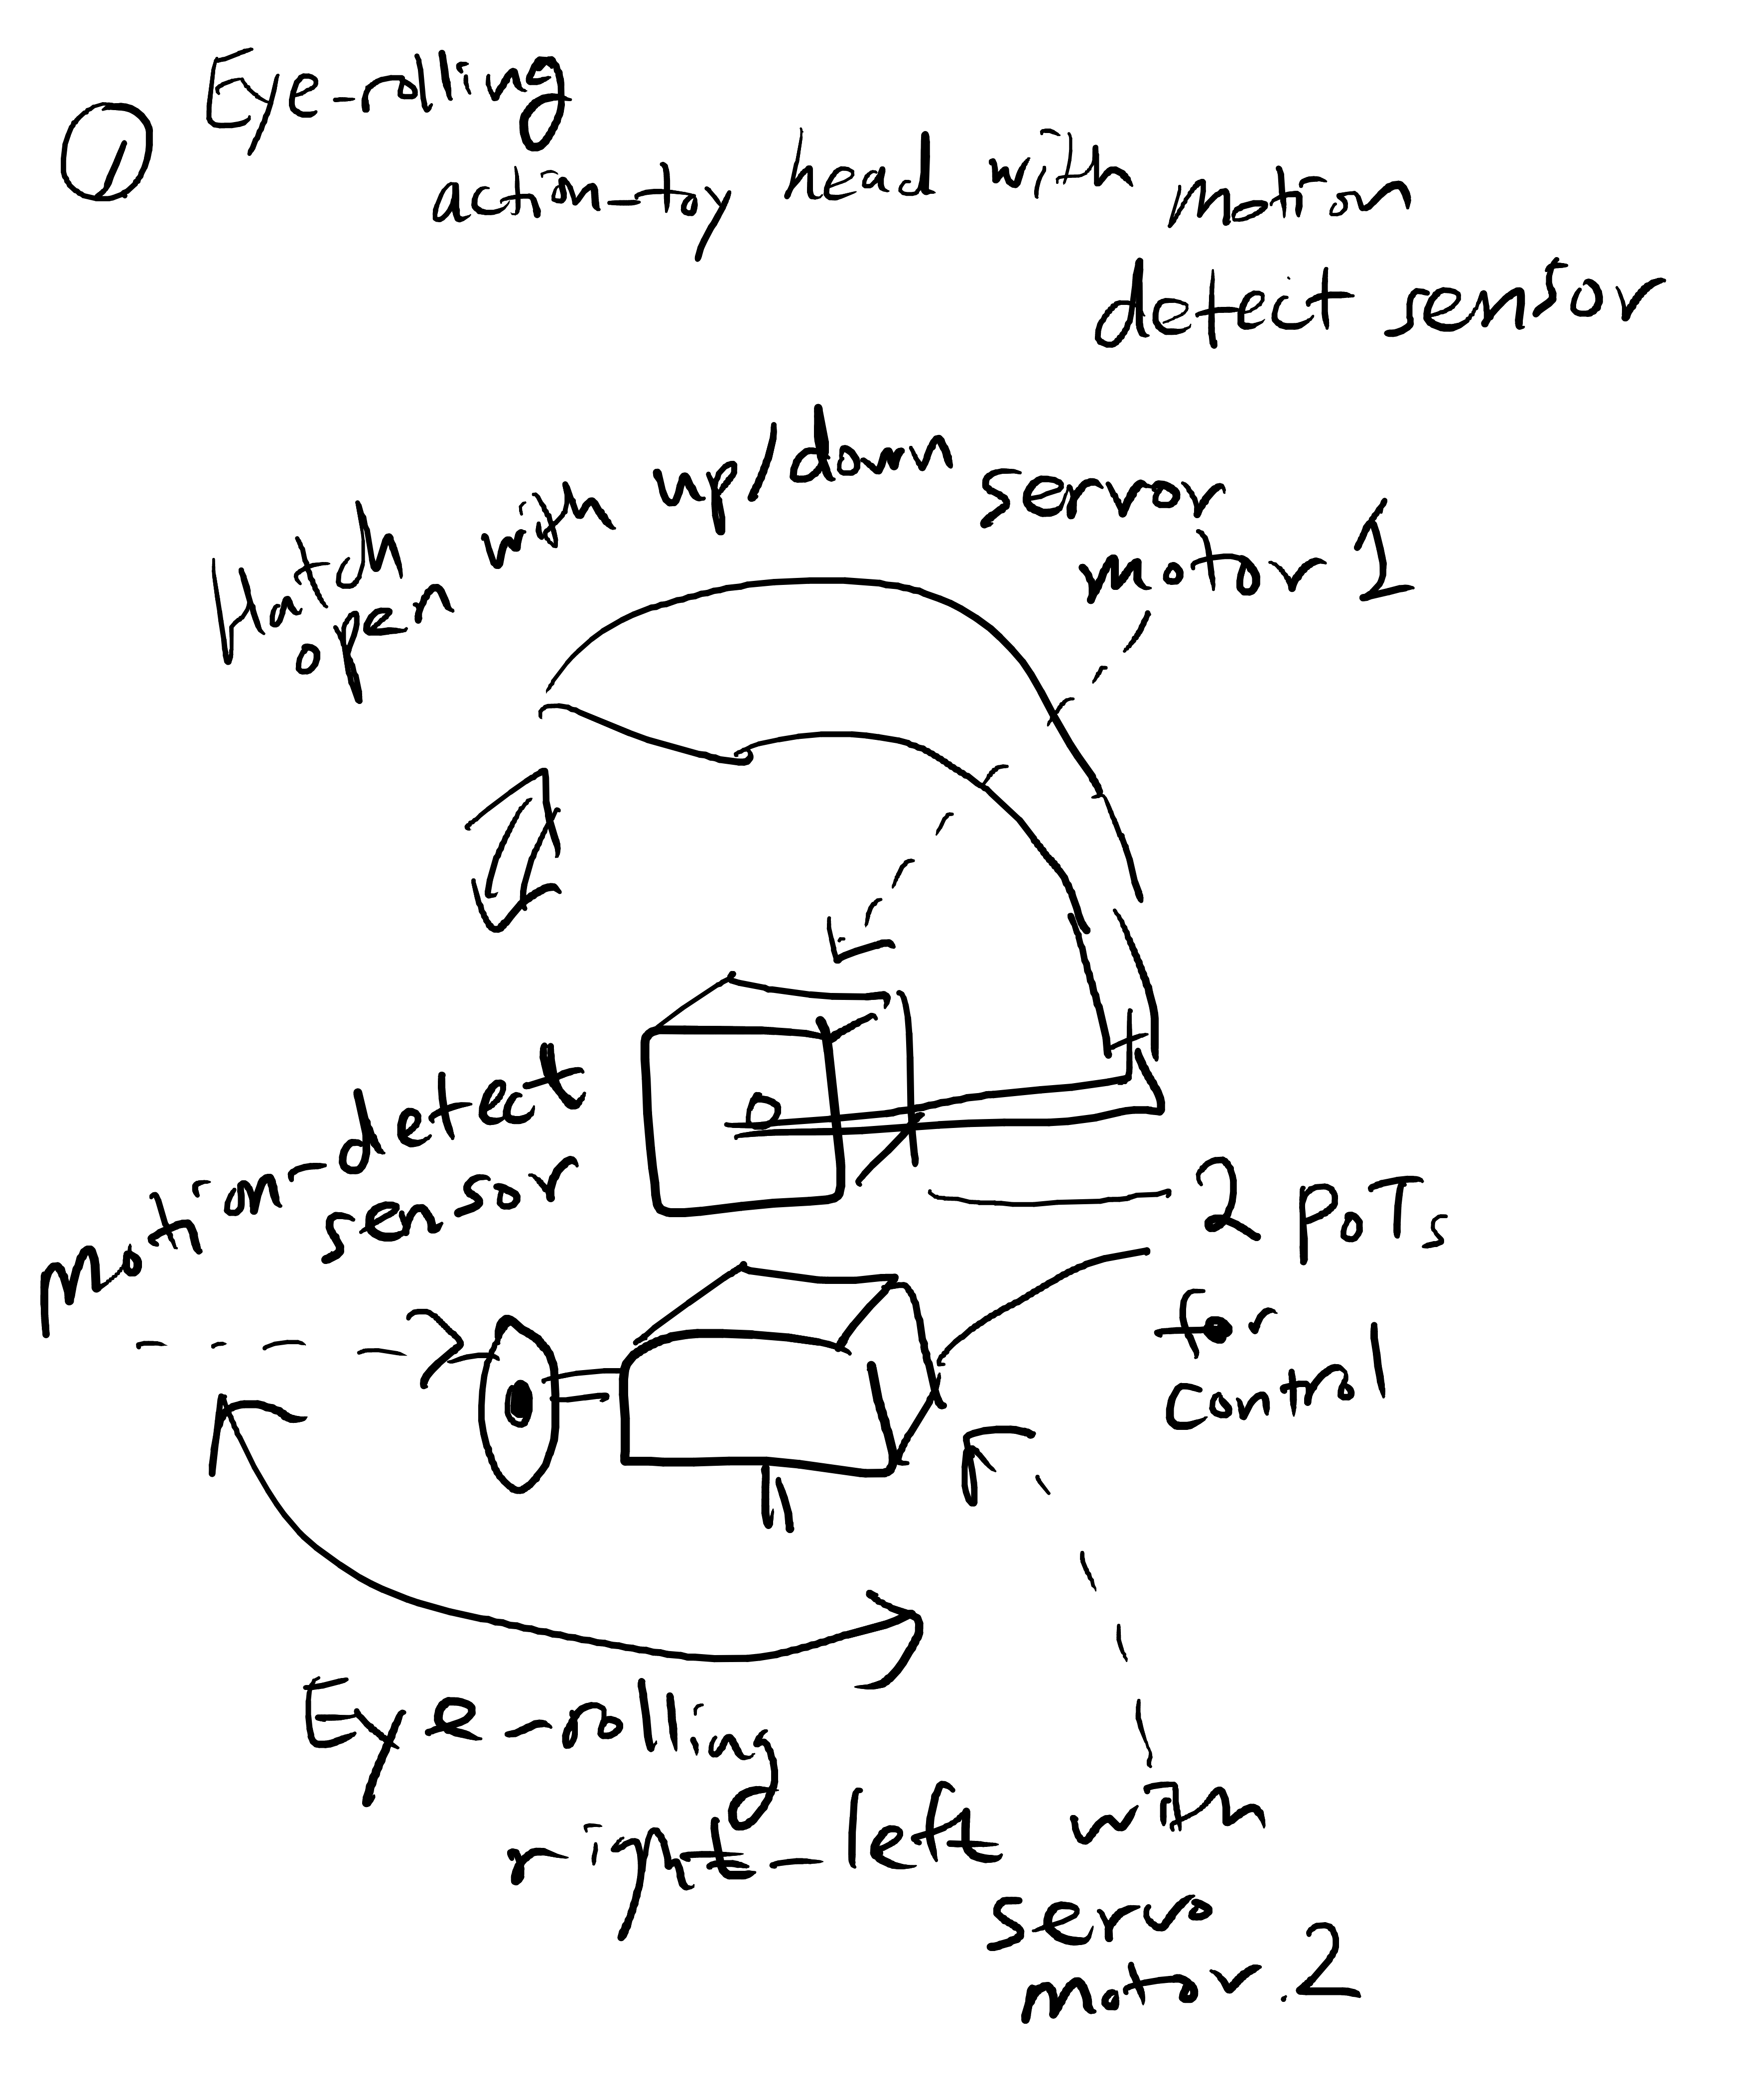 ① Eye-rolling
action-toy head with motion
detect sensor
Hatch open with up/down servor
motor 1
motion-detect
sensor
2 POTs
for
control
Eye-rolling
right-left with
servo
motor.2